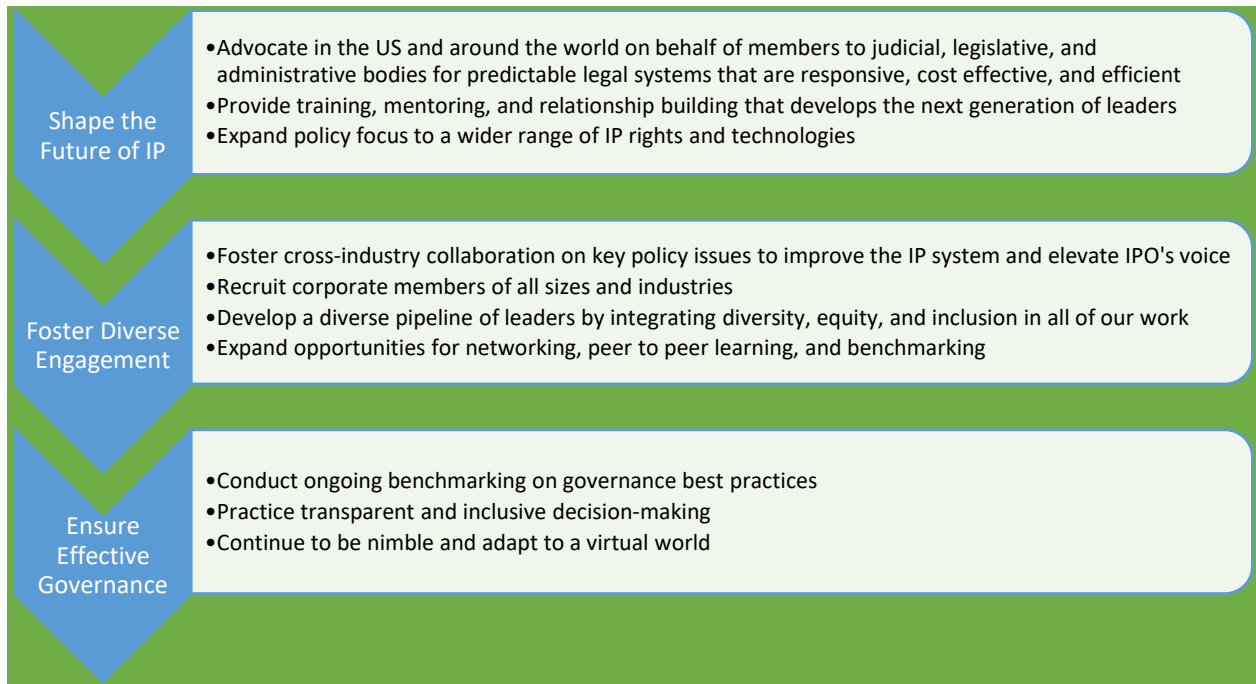 Shape the
Future of IP
•Advocate in the US and around the world on behalf of members to judicial, legislative, and
administrative bodies for predictable legal systems that are responsive, cost effective, and efficient
•Provide training, mentoring, and relationship building that develops the next generation of leaders
•Expand policy focus to a wider range of IP rights and technologies
Foster Diverse
Engagement
•Foster cross-industry collaboration on key policy issues to improve the IP system and elevate IPO's voice
•Recruit corporate members of all sizes and industries
•Develop a diverse pipeline of leaders by integrating diversity, equity, and inclusion in all of our work
•Expand opportunities for networking, peer to peer learning, and benchmarking
Ensure
Effective
Governance
•Conduct ongoing benchmarking on governance best practices
•Practice transparent and inclusive decision-making
•Continue to be nimble and adapt to a virtual world